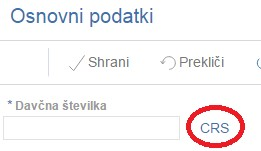 Osnovni podatki
Shrani Prekliči
* Davčna številka
CRS